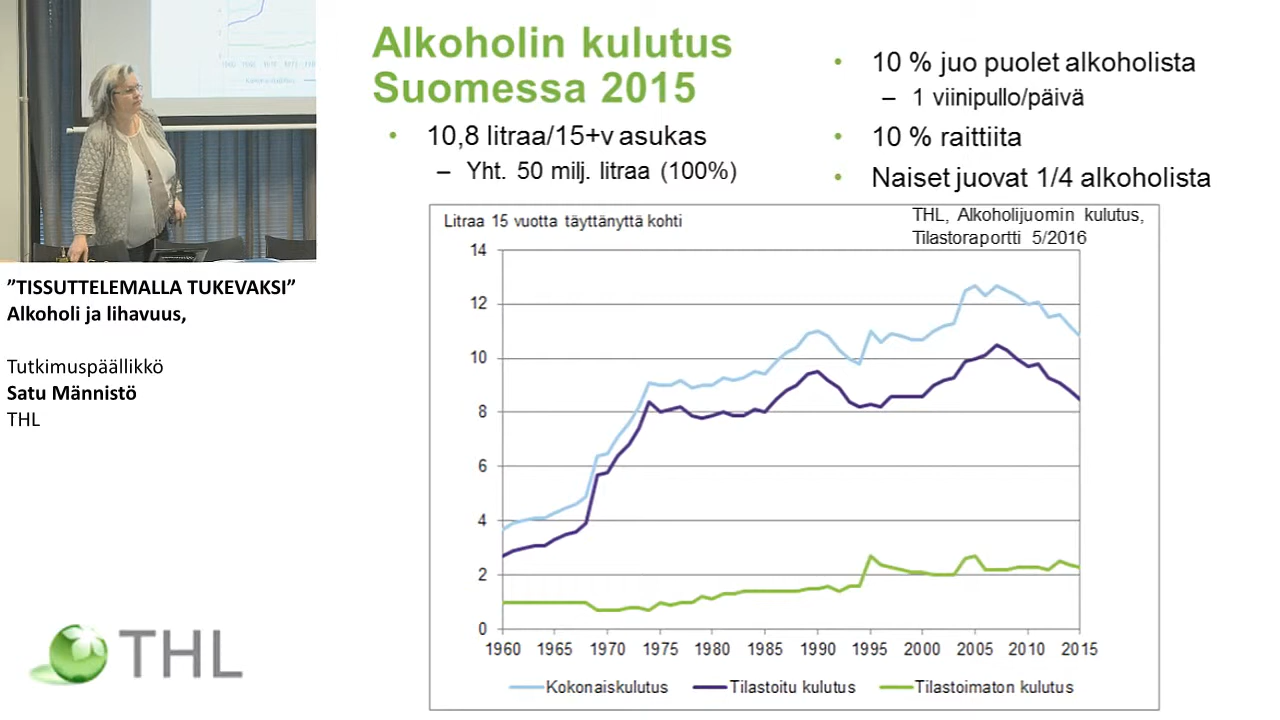 Alkoholin kulutus
Suomessa 2015
• 10,8 litraa/15+v asukas
– Yht. 50 milj. litraa (100%)
• 10 % juo puolet alkoholista
– 1 viinipullo/päivä
• 10 % raittiita
• Naiset juovat 1/4 alkoholista
”TISSUTTELEMALLA TUKEVAKSI”
Alkoholi ja lihavuus,
Tutkimuspäällikkö
Satu Männistö
THL
THL
Litraa 15 vuotta täyttänyttä kohti
THL, Alkoholijuomin kulutus,
Tilastoraportti 5/2016
14
12
10
8
6
4
2
0
1960 1965 1970 1975 1980 1985 1990 1995 2000 2005 2010 2015
Kokonaiskulutus Tilastoitu kulutus Tilastoimaton kulutus